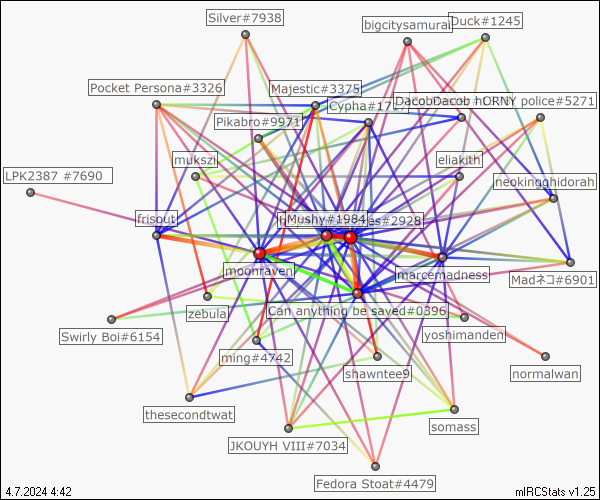 Silver#7938
bigcitysamurai
Duck#1245
Pocket Persona#3326
Majestic#3375
Cypha#17
Dacob
Dacob hORNY police#5271
Pikabro#9971
mukszi
eliakith
LPK2387 #7690
neokingghidorah
frisout
Mushy#1984
es#2928
moonraven
marcemadness
Madネコ#6901
zebula
Can anything be saved#0396
Swirly Boi#6154
yoshimanden
ming#4742
shawntee9
normalwan
thesecondtwat
somass
JKOUYH VIII#7034
Fedora Stoat#4479
4.7.2024 4:42
mIRCStats v1.25